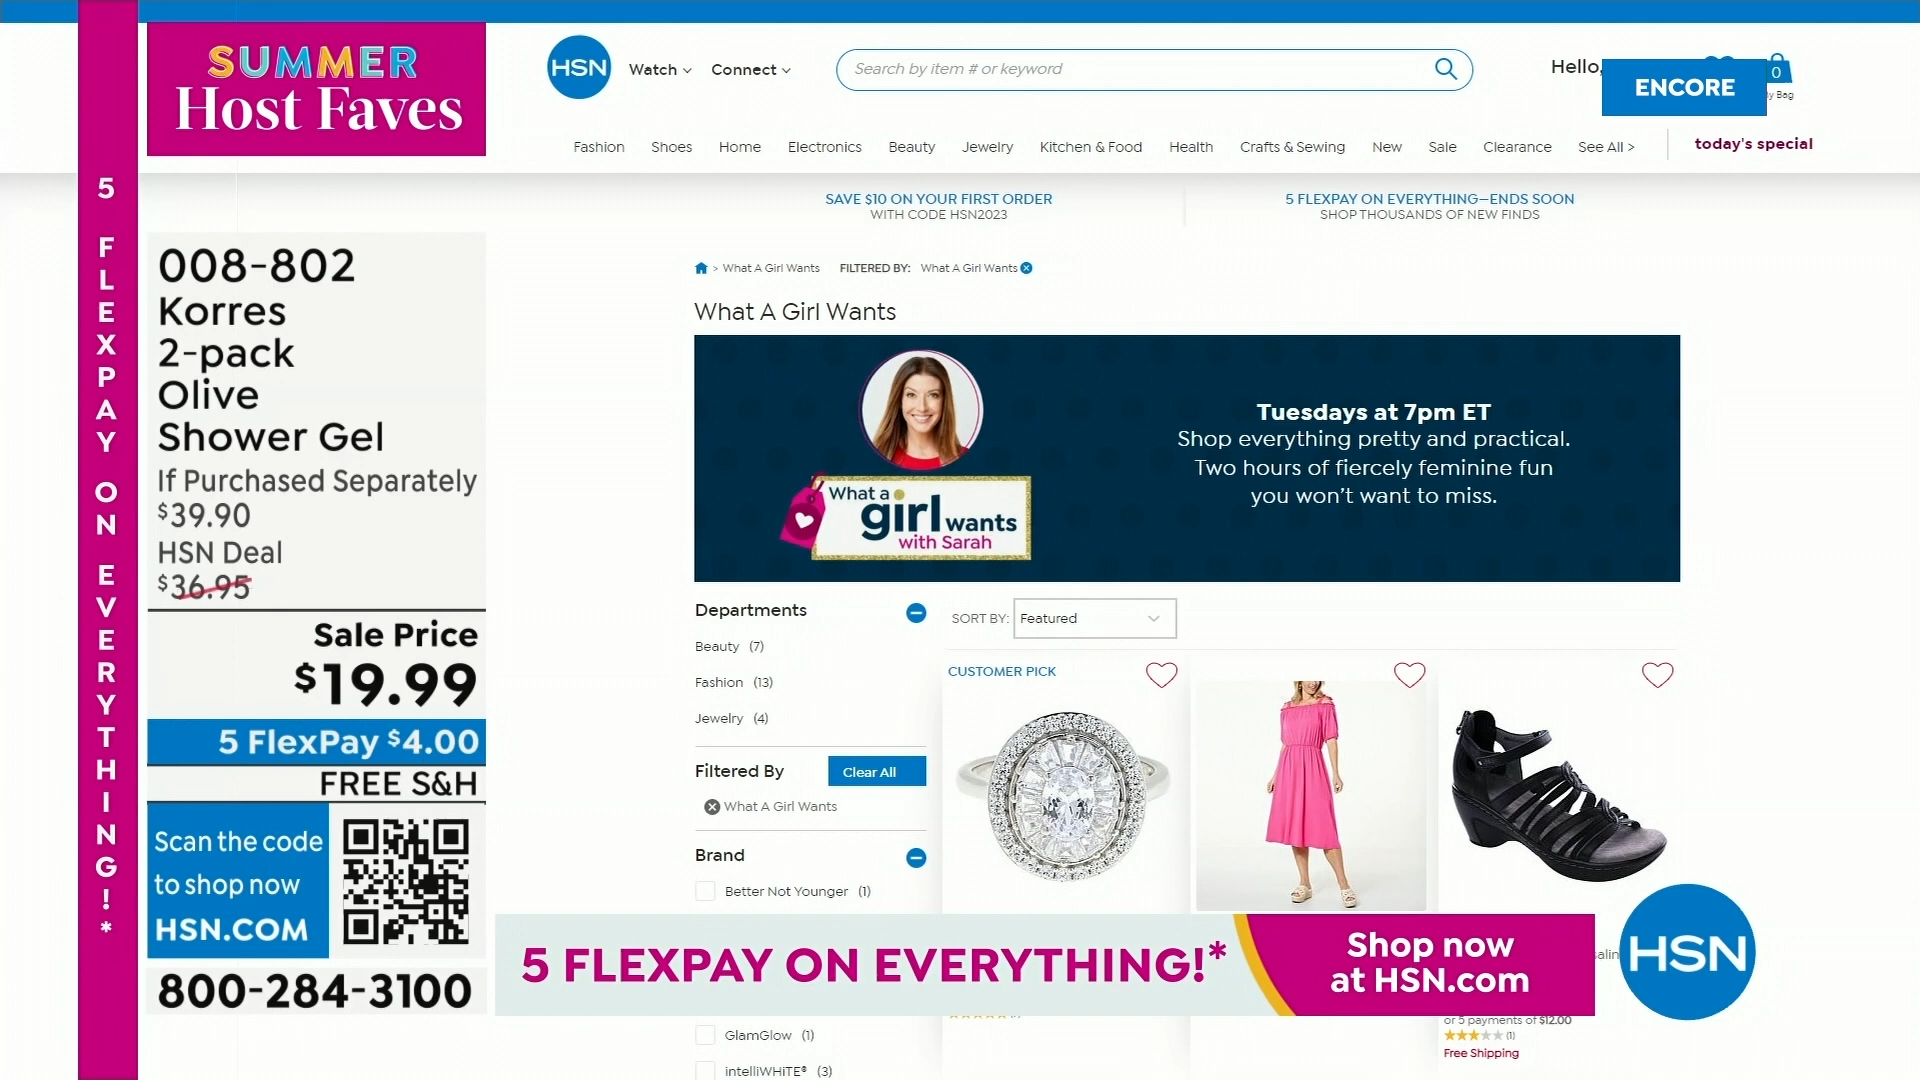 5 FLEXPAY ON EVERYTHING!*
SUMMER
Host Faves
008-802
Korres
2-pack
Olive
Shower Gel
If Purchased Separately
$39.90
HSN Deal
$36.95
Sale Price
$19.99
5 FlexPay $4.00
FREE S&H
Scan the code
to shop now
HSN.COM
800-284-3100
HSN
Watch
Connect
Search by item # or keyword
Hello,
ENCORE
0
Bag
Fashion Shoes Home Electronics Beauty Jewelry Kitchen & Food Health Crafts & Sewing New Sale Clearance See All > today's special
SAVE $10 ON YOUR FIRST ORDER
WITH CODE HSN2023
5 FLEXPAY ON EVERYTHING—ENDS SOON
SHOP THOUSANDS OF NEW FINDS
> What A Girl Wants FILTERED BY: What A Girl Wants
What A Girl Wants
What a
girl wants
with Sarah
Tuesdays at 7pm ET
Shop everything pretty and practical.
Two hours of fiercely feminine fun
you won't want to miss.
Departments
Beauty (7)
Fashion (13)
Jewelry (4)
Filtered By
Clear All
What A Girl Wants
Brand
Better Not Younger (1)
GlamGlow (1)
intelliWHiTE® (3)
SORT BY: Featured
CUSTOMER PICK
5 FLEXPAY ON EVERYTHING!*
Shop now
at HSN.com
HSN
or 5 payments of $12.00
(1)
Free Shipping